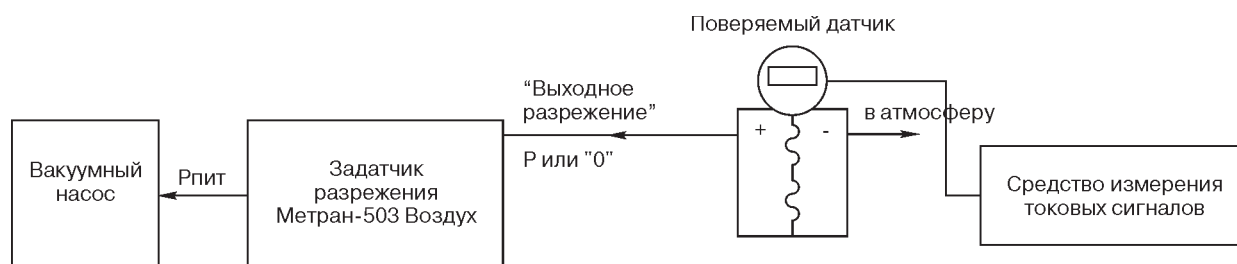 Поверяемый датчик
“Выходное
разрежение”
Р или "0"
+
-
в атмосферу
Вакуумный
насос
Рпит
Задатчик
разрежения
Метран-503 Воздух
Средство измерения
токовых сигналов